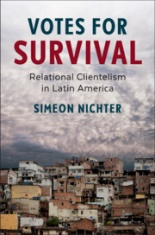 VOTES FOR
SURVIVAL
Relational Clientelism
in Latin America
SIMEON NICHTER